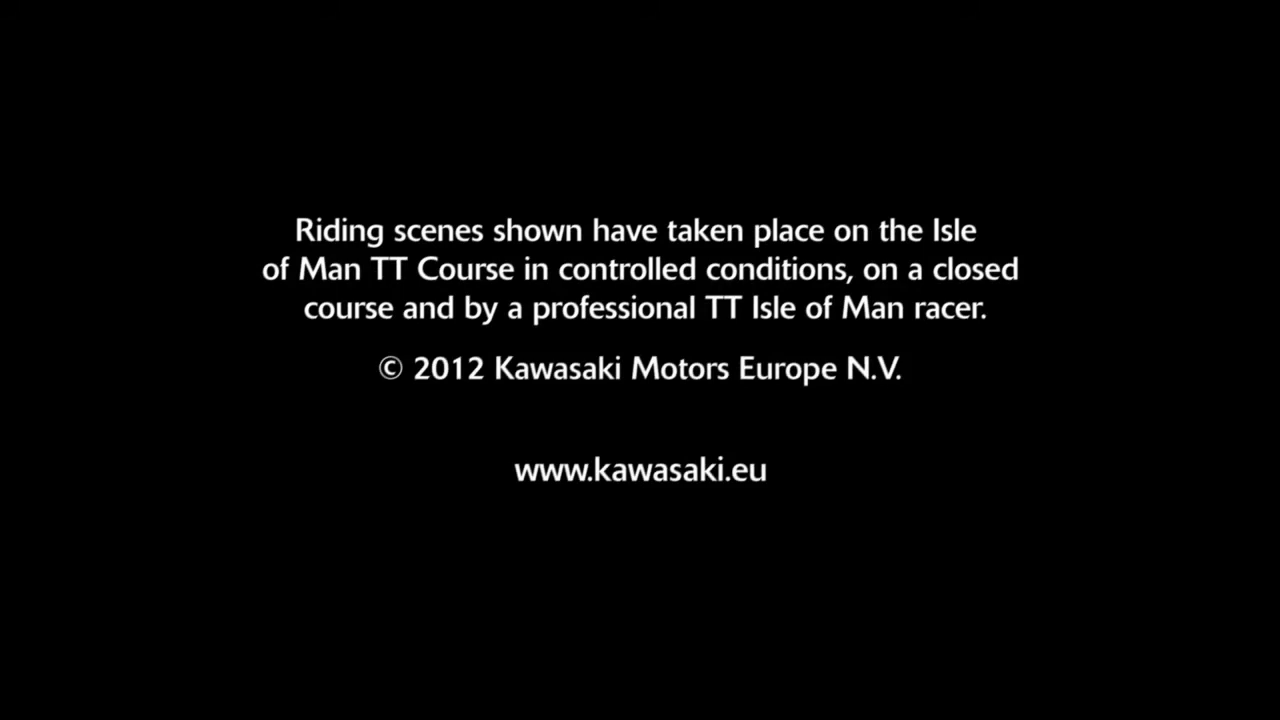 Riding scenes shown have taken place on the Isle
of Man TT Course in controlled conditions, on a closed
course and by a professional TT Isle of Man racer.
© 2012 Kawasaki Motors Europe N.V.
www.kawasaki.eu